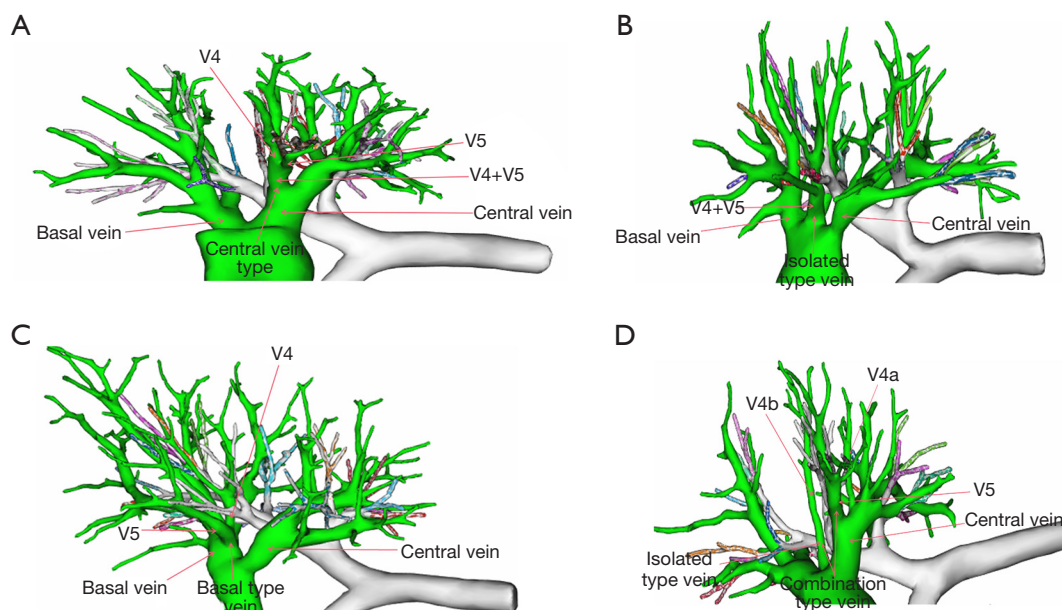 A
V4
V5
V4+V5
Central vein
Basal vein
Central vein
type
B
V4+V5
Basal vein
Central vein
Isolated
type vein
C
V4
V5
Central vein
Basal vein
Basal type
vein
D
V4a
V4b
V5
Central vein
Isolated
type vein
Combination
type vein